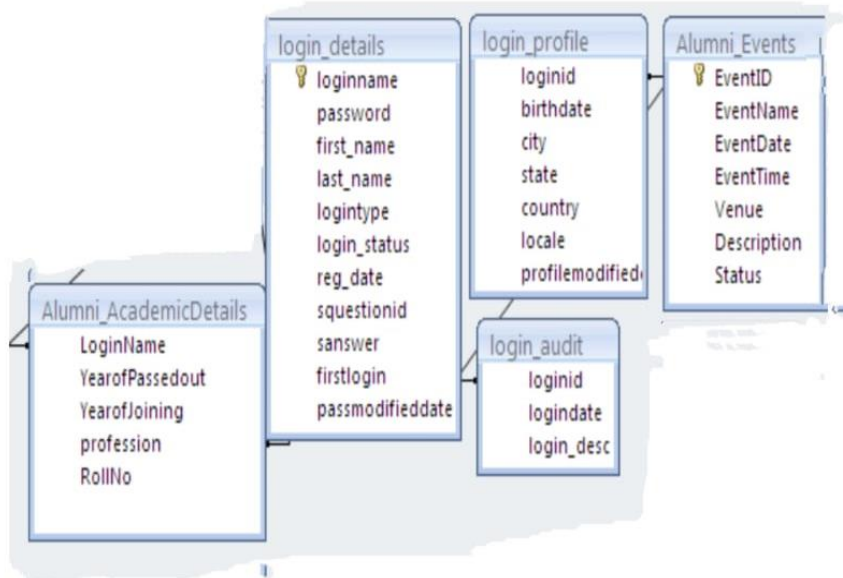 login_details
loginname
password
first_name
last_name
logintype
login_status
reg_date
squestionid
sanswer
firstlogin
passmodifieddate
login_profile
loginid
birthdate
city
state
country
locale
profilemodified
Alumni_Events
EventID
EventName
EventDate
EventTime
Venue
Description
Status
Alumni_AcademicDetails
LoginName
YearofPassedout
YearofJoining
profession
RollNo
login_audit
loginid
logindate
login_desc